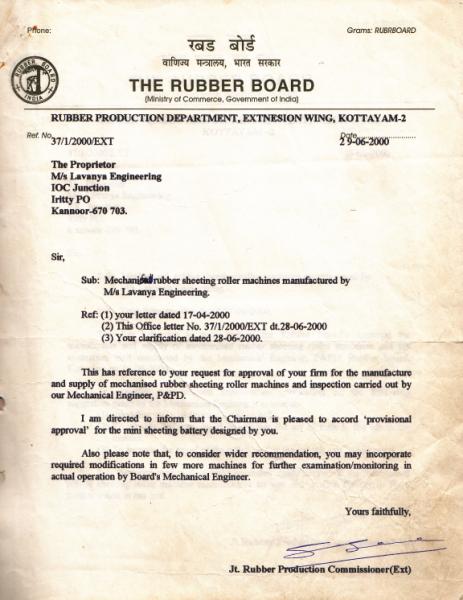 Phone:
Grams: RUBRBOARD
रबड बोर्ड
वाणिज्य मन्त्रालय, भारत सरकार
THE RUBBER BOARD
(Ministry of Commerce, Government of India)
RUBBER BOARD
INDIA
RUBBER PRODUCTION DEPARTMENT, EXTNESION WING, KOTTAYAM-2
Ref. No. 37/1/2000/EXT
Date 29-06-2000
The Proprietor
M/s Lavanya Engineering
IOC Junction
Iritty PO
Kannoor-670 703.
Sir,
Sub: Mechanised rubber sheeting roller machines manufactured by
M/s Lavanya Engineering.
Ref: (1) your letter dated 17-04-2000
(2) This Office letter No. 37/1/2000/EXT dt.28-06-2000
(3) Your clarification dated 28-06-2000.
This has reference to your request for approval of your firm for the manufacture
and supply of mechanised rubber sheeting roller machines and inspection carried out by
our Mechanical Engineer, P&PD.
I am directed to inform that the Chairman is pleased to accord 'provisional
approval' for the mini sheeting battery designed by you.
Also please note that, to consider wider recommendation, you may incorporate
required modifications in few more machines for further examination/monitoring in
actual operation by Board's Mechanical Engineer.
Yours faithfully,
Jt. Rubber Production Commissioner(Ext)